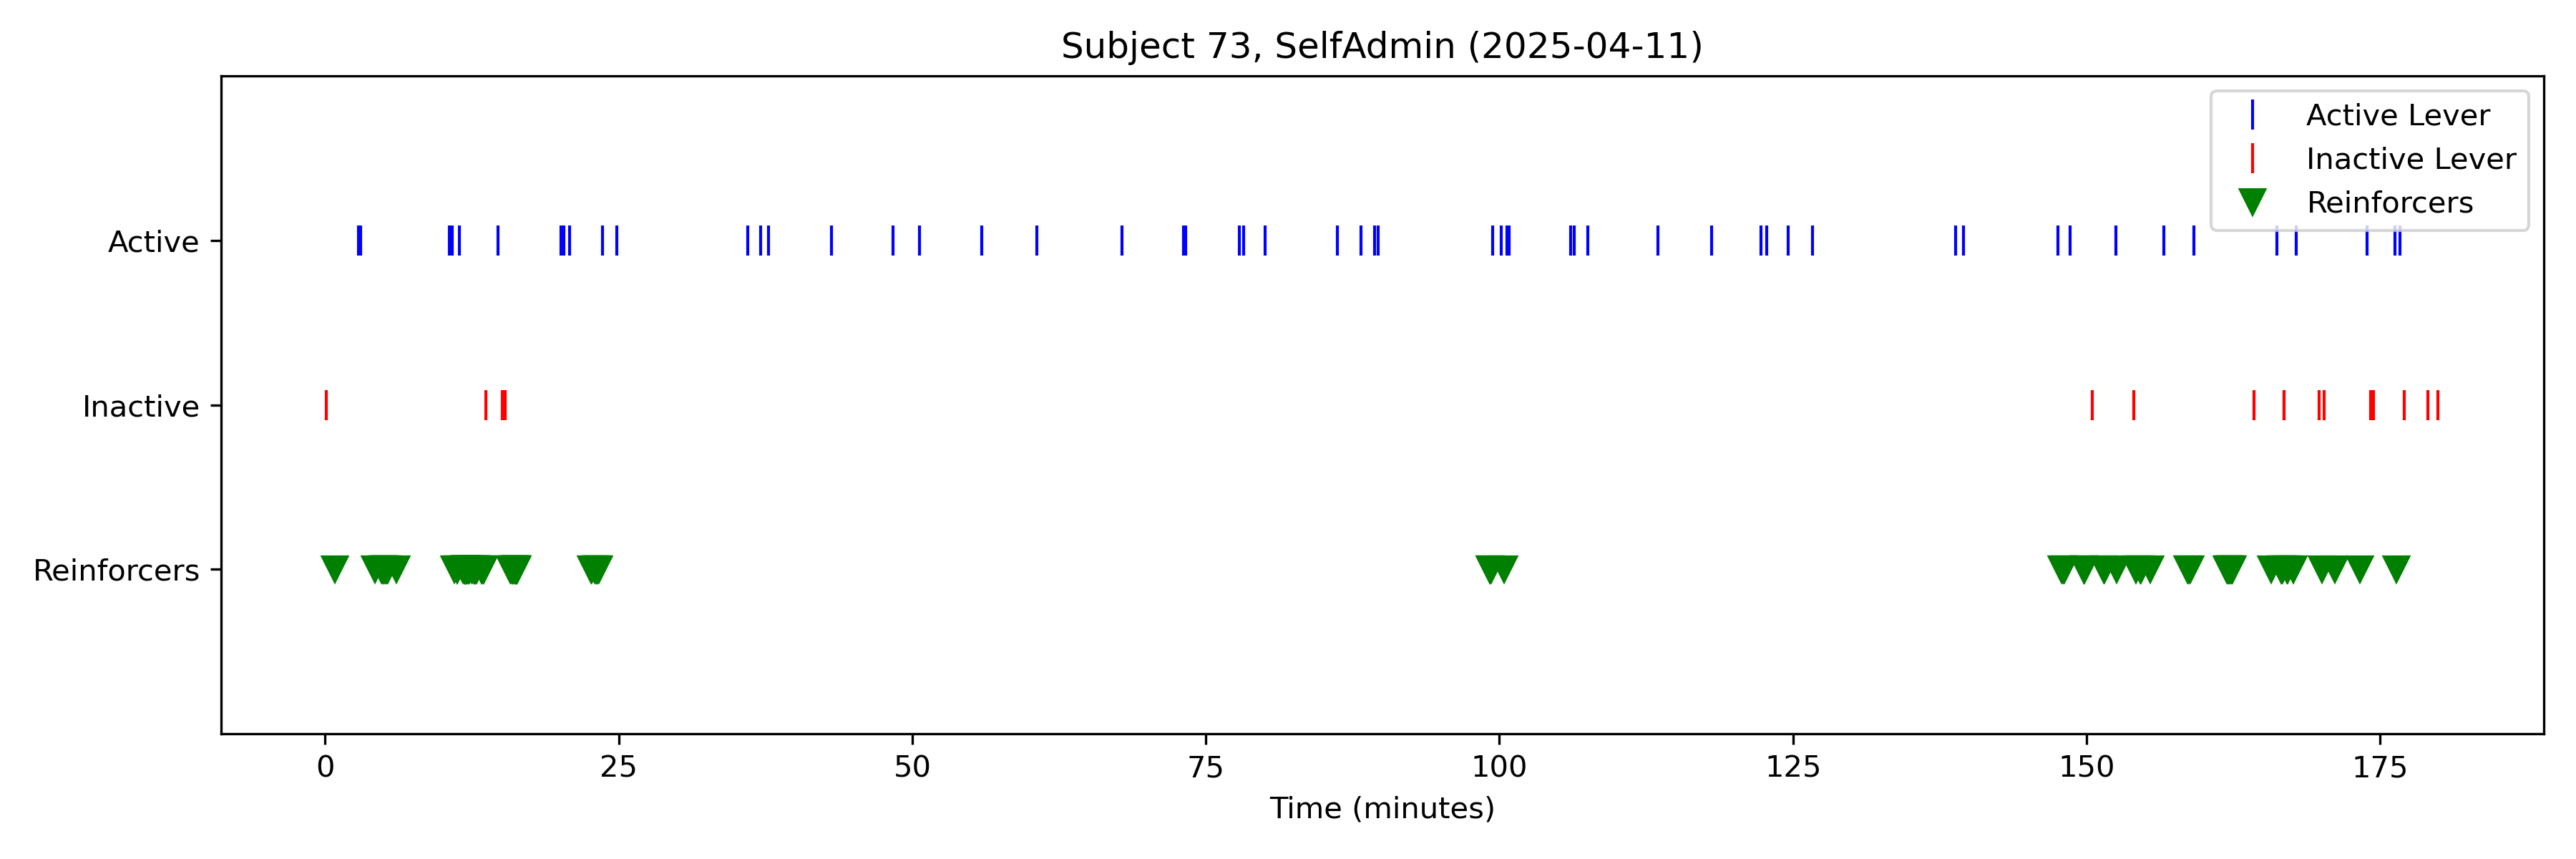 Subject 73, SelfAdmin (2025-04-11)
Active Lever
Inactive Lever
Reinforcers
Active
Inactive
Reinforcers
0 25 50 75 100 125 150 175
Time (minutes)